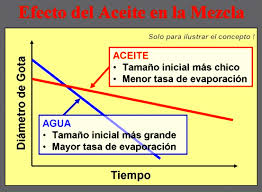 Efecto del Aceite en la Mezcla
Solo para ilustrar el concepto !
ACEITE
• Tamaño inicial más chico
• Menor tasa de evaporación
Diámetro de Gota
AGUA
• Tamaño inicial más grande
• Mayor tasa de evaporación
Tiempo